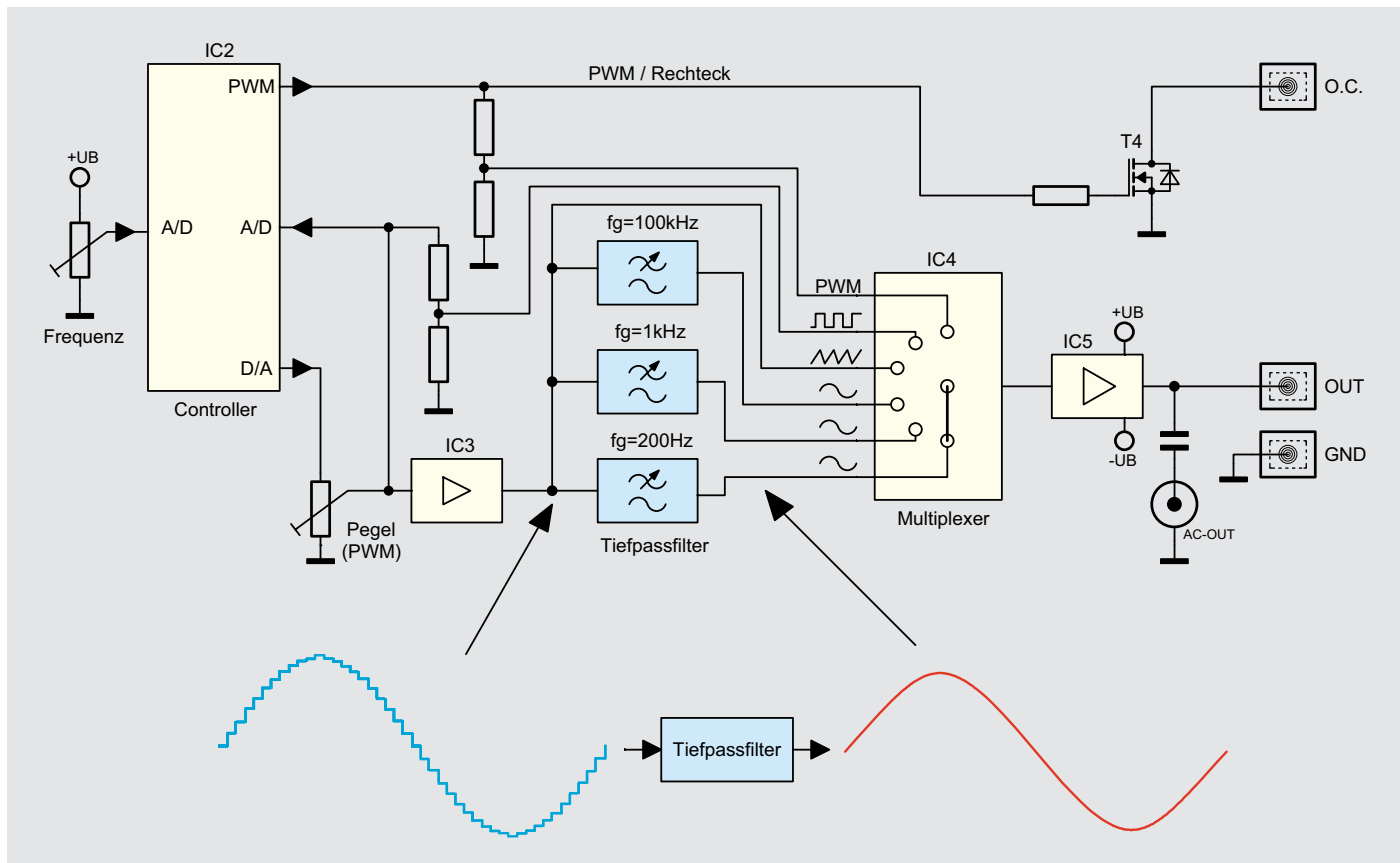 IC2
PWM
PWM / Rechteck
O.C.
T4
+UB
A/D
A/D
Frequenz
fg=100kHz
IC4
PWM
fg=1kHz
+UB
IC5
D/A
OUT
Controller
IC3
fg=200Hz
-UB
GND
Pegel
(PWM)
Tiefpassfilter
Multiplexer
AC-OUT
Tiefpassfilter